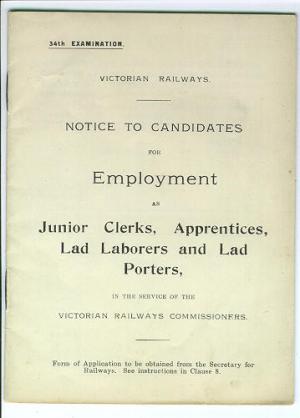 34th EXAMINATION.
VICTORIAN RAILWAYS.
NOTICE TO CANDIDATES
FOR
Employment
AS
Junior Clerks, Apprentices,
Lad Laborers and Lad
Porters,
IN THE SERVICE OF THE
VICTORIAN RAILWAYS COMMISSIONERS.
Form of Application to be obtained from the Secretary for
Railways. See instructions in Clause 8.